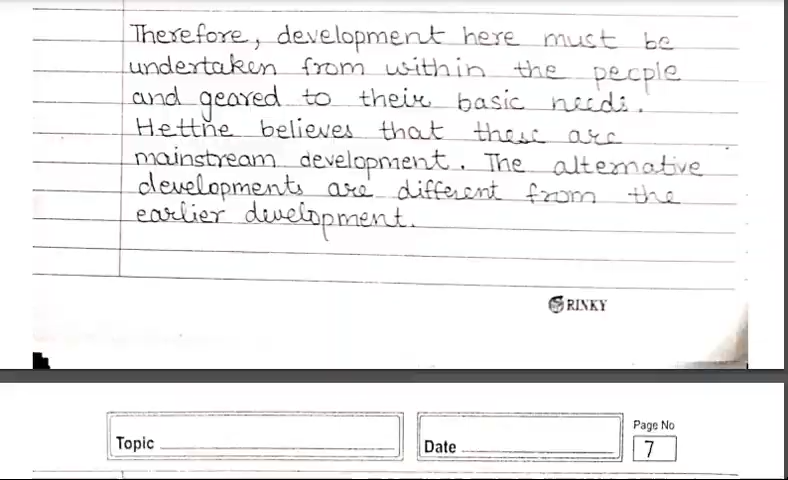 Therefore, development here must be
undertaken from within the people
and geared to their basic needs.
Hettne believes that these are
mainstream development. The alternative
developments are different from the
earlier development.
RINKY
Topic
Date
Page No
7